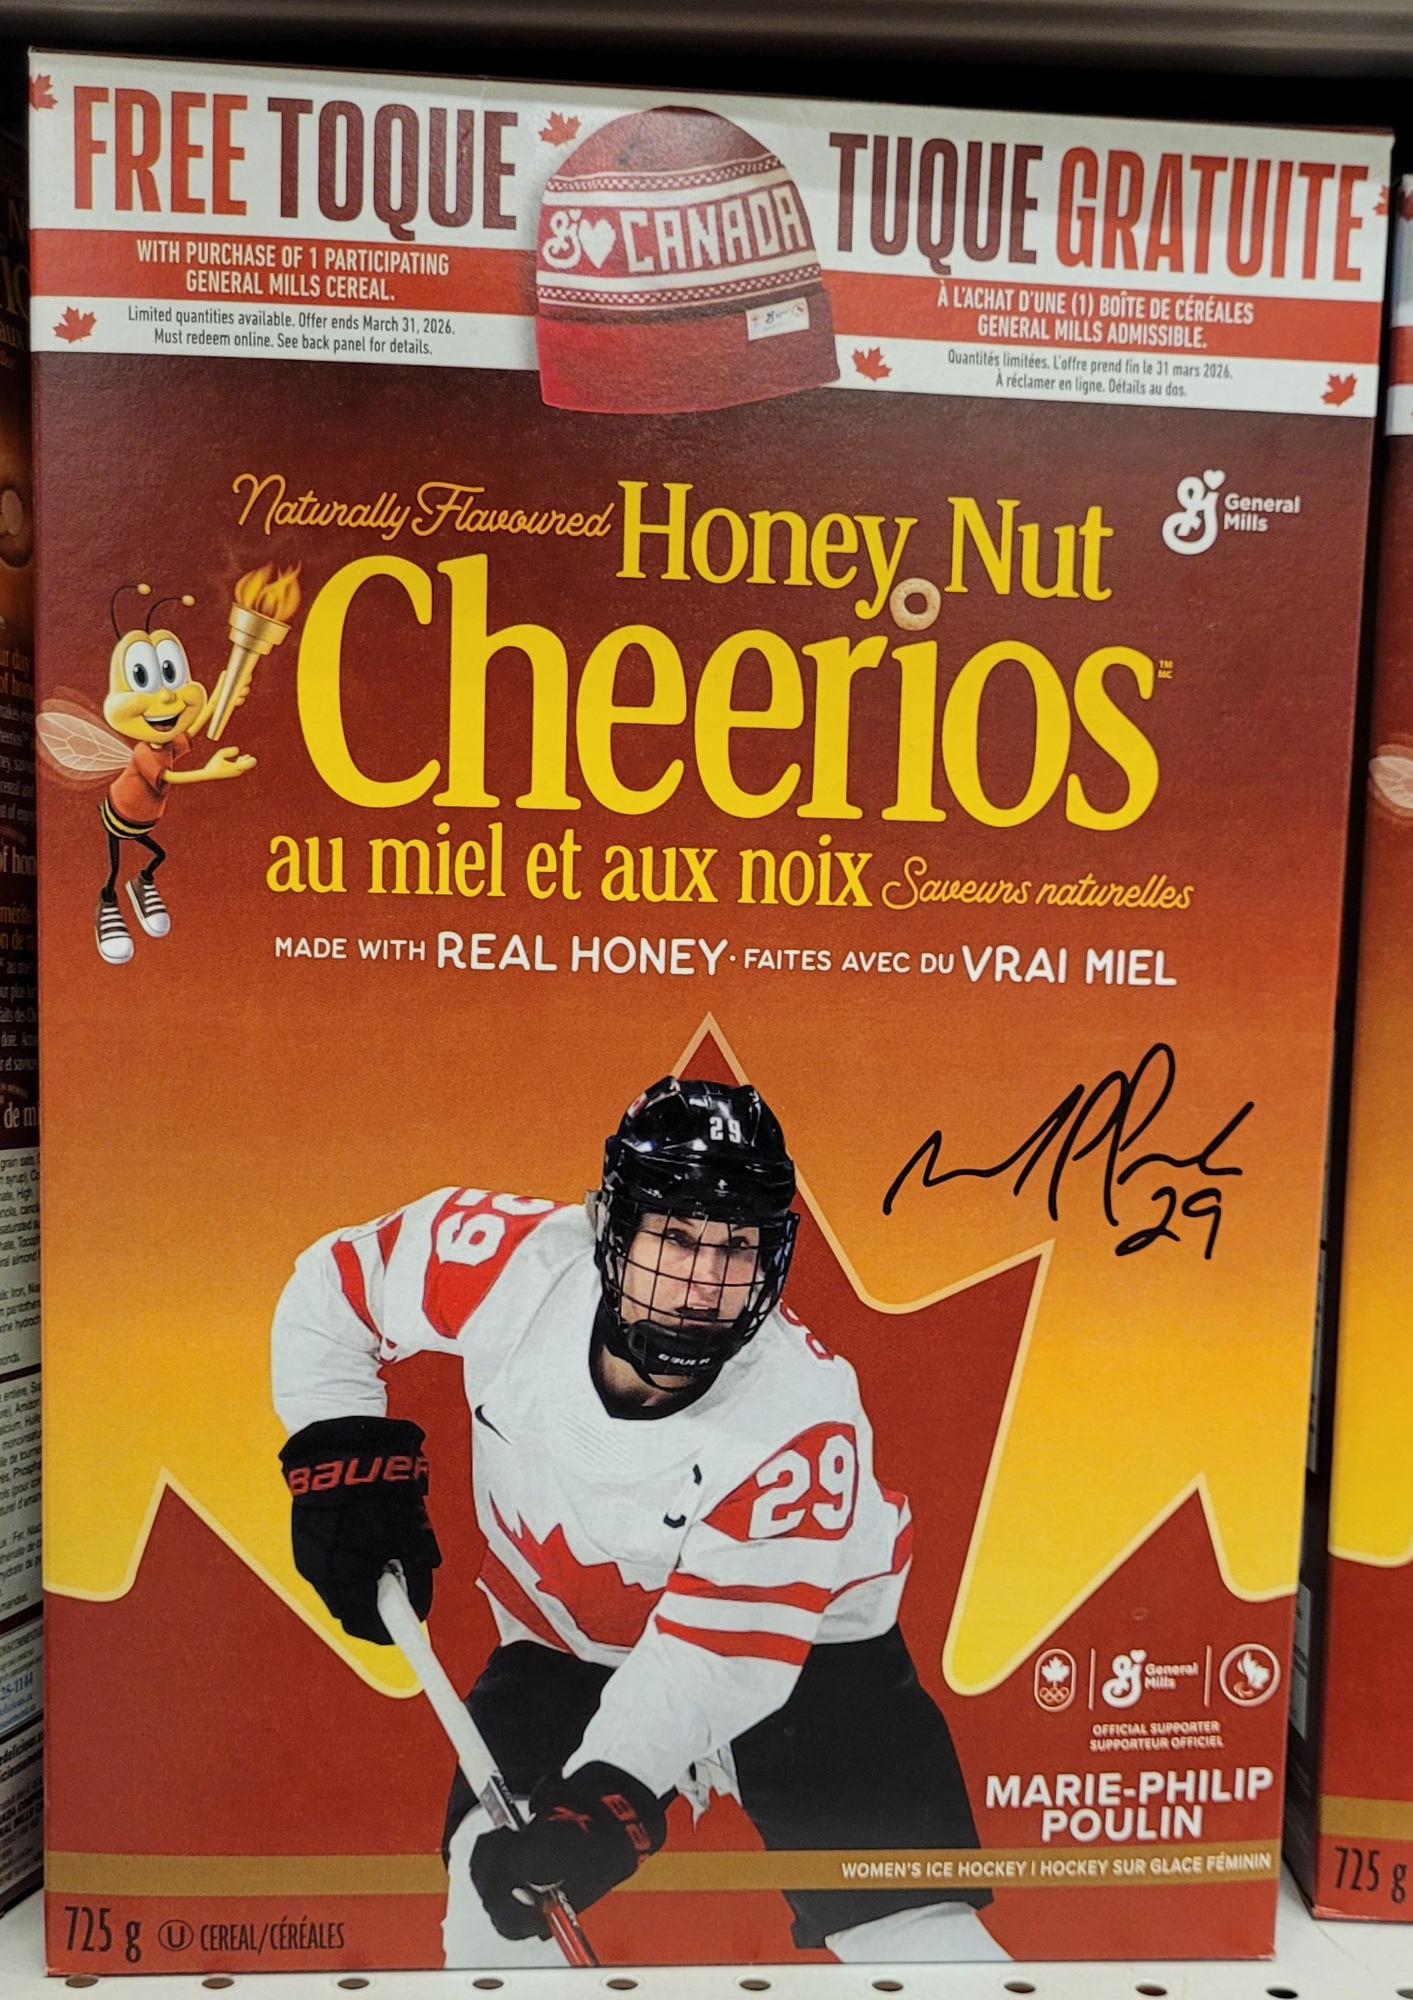 FREE TOQUE
WITH PURCHASE OF 1 PARTICIPATING
GENERAL MILLS CEREAL.
Limited quantities available. Offer ends March 31, 2026.
Must redeem online. See back panel for details.
CANADA
TUQUE GRATUITE
À L'ACHAT D'UNE (1) BOÎTE DE CÉRÉALES
GENERAL MILLS ADMISSIBLE.
Quantités limitées. L'offre prend fin le 31 mars 2026.
À réclamer en ligne. Détails au dos.
Naturally Flavoured Honey Nut
Cheerios TM MC
General
Mills
au miel et aux noix Saveurs naturelles
MADE WITH REAL HONEY · FAITES AVEC DU VRAI MIEL
29
29
29
BAUER
BAUER
29
General
Mills
OFFICIAL SUPPORTER
SUPPORTEUR OFFICIEL
MARIE-PHILIP
POULIN
WOMEN'S ICE HOCKEY | HOCKEY SUR GLACE FÉMININ
725 g U CEREAL/CÉRÉALES
725 g